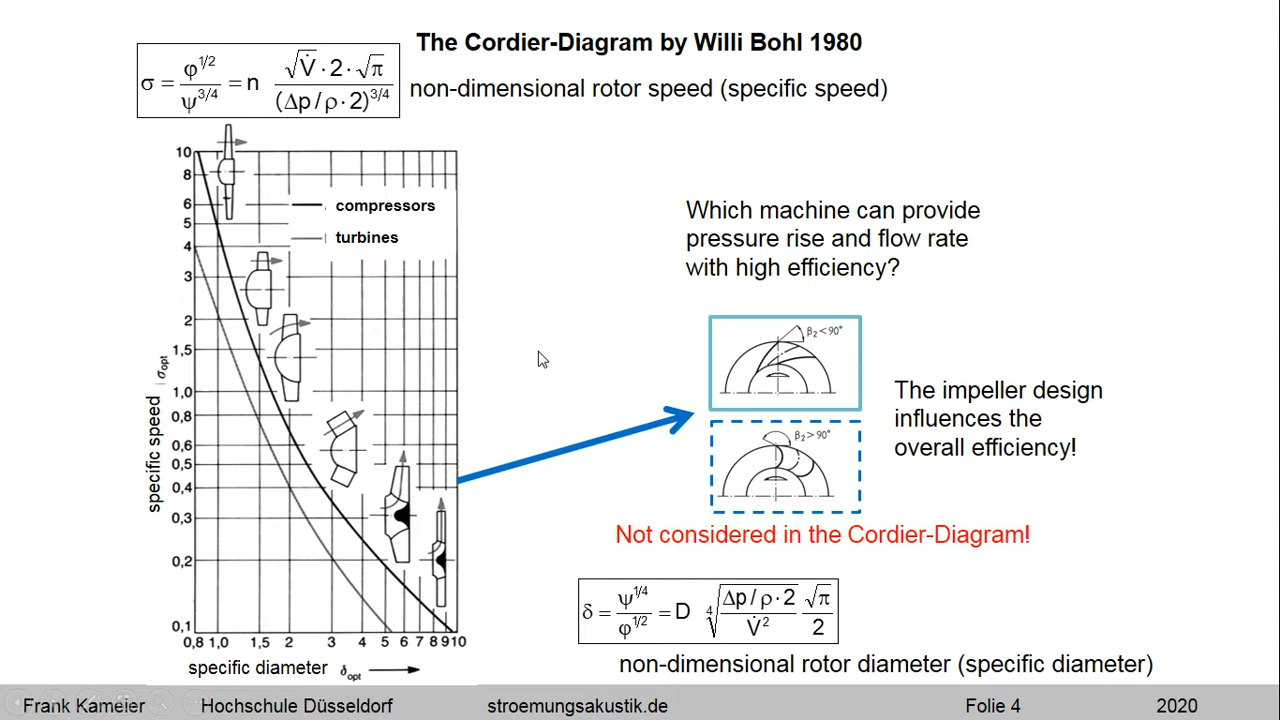 The Cordier-Diagram by Willi Bohl 1980
σ = φ^1/2 / ψ^3/4 = n √V̇ · 2 · √π / (Δp / ρ · 2)^3/4
non-dimensional rotor speed (specific speed)
10
8
6
5
4
3
2
1,5
1,0
0,8
0,6
0,5
0,4
0,3
0,2
0,1
compressors
turbines
specific speed σopt
0,8 1,0 1,5 2 3 4 5 6 7 8 9 10
specific diameter δopt
Which machine can provide
pressure rise and flow rate
with high efficiency?
β2<90°
β2>90°
The impeller design
influences the
overall efficiency!
Not considered in the Cordier-Diagram!
δ = ψ^1/4 / φ^1/2 = D ∜(Δp / ρ · 2 / V̇²) √π / 2
non-dimensional rotor diameter (specific diameter)
Frank Kameier Hochschule Düsseldorf stroemungsakustik.de Folie 4 2020